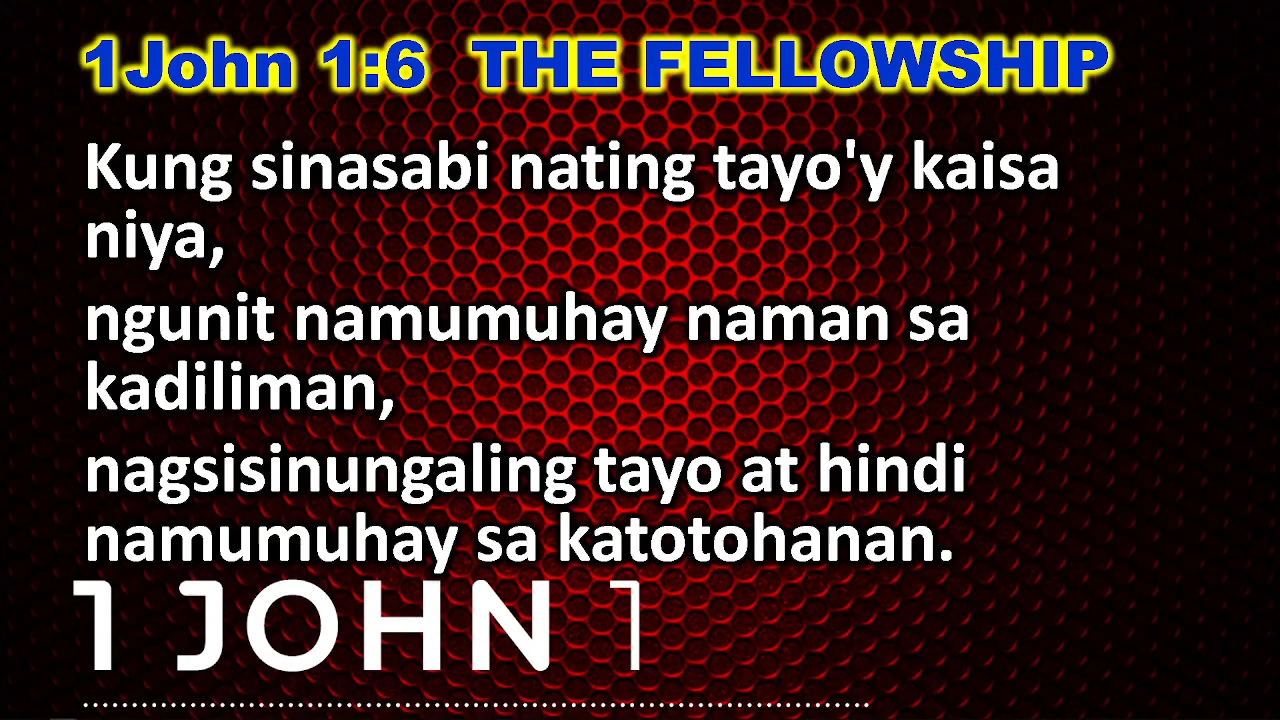 1John 1:6 THE FELLOWSHIP
Kung sinasabi nating tayo'y kaisa
niya,
ngunit namumuhay naman sa
kadiliman,
nagsisinungaling tayo at hindi
namumuhay sa katotohanan.
1 JOHN 1